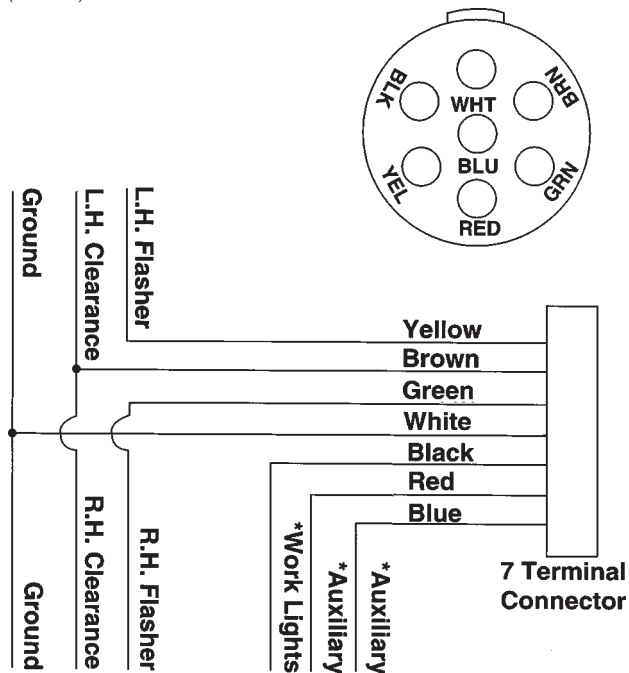 BLK
WHT
BRN
BLU
YEL
GRN
RED
Ground
L.H. Clearance
L.H. Flasher
Yellow
Brown
Green
White
Black
Red
Blue
Ground
R.H. Clearance
R.H. Flasher
*Work Lights
*Auxiliary
*Auxiliary
7 Terminal
Connector